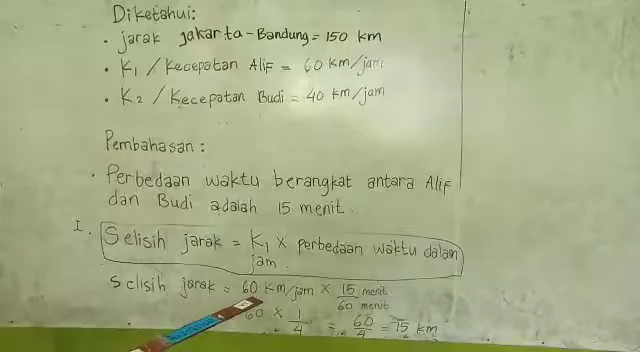 Diketahui:
• jarak Jakarta - Bandung = 150 km
• K1 / Kecepatan Alif = 60 km/jam
• K2 / Kecepatan Budi = 40 km/jam
Pembahasan :
• Perbedaan waktu berangkat antara Alif
dan Budi adalah 15 menit.
I. Selisih jarak = K1 x perbedaan waktu dalam
jam.
Selisih jarak = 60 km/jam x 15 menit / 60 menit
60 x 1/4 = 60/4 = 15 km